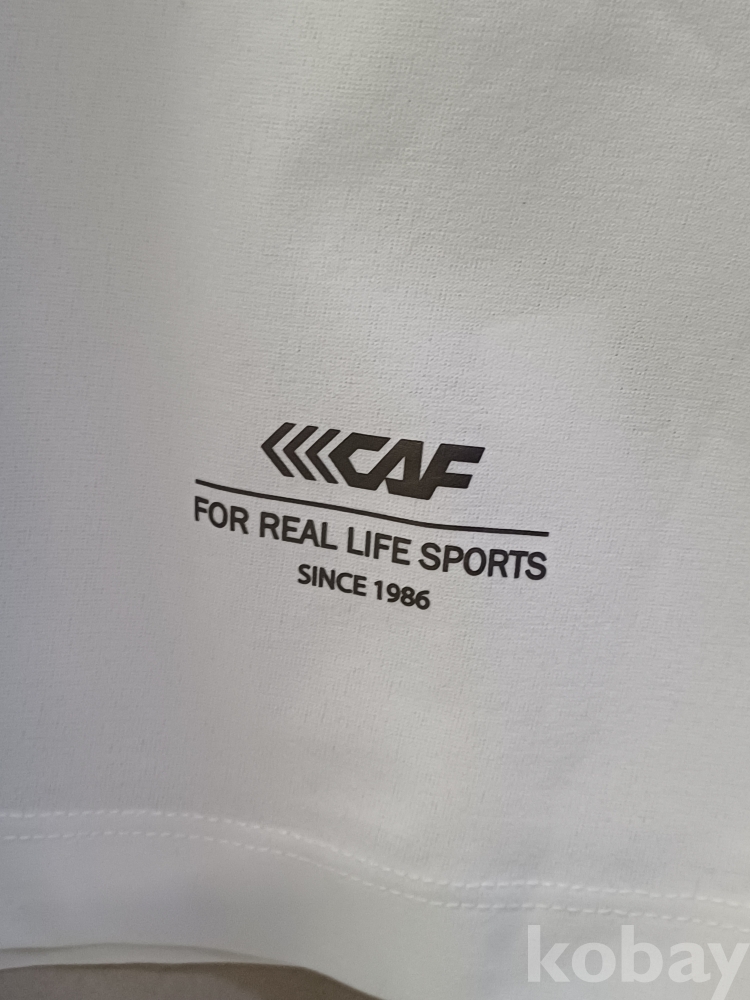 CAF
FOR REAL LIFE SPORTS
SINCE 1986
kobay